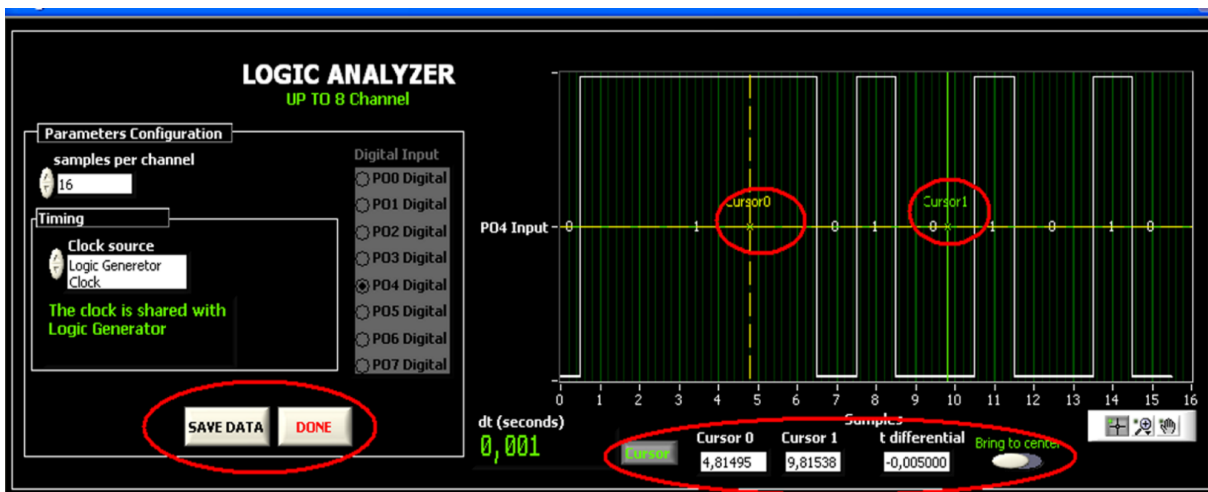 LOGIC ANALYZER
UP TO 8 Channel
Parameters Configuration
samples per channel
16
Timing
Clock source
Logic Generetor
Clock
The clock is shared with
Logic Generator
Digital Input
PO0 Digital
PO1 Digital
PO2 Digital
PO3 Digital
PO4 Digital
PO5 Digital
PO6 Digital
PO7 Digital
SAVE DATA DONE
Cursor0 Cursor1
PO4 Input 0 1 0 1 0 1 0 1 0
0 1 2 3 4 5 6 7 8 9 10 11 12 13 14 15 16
Samples
dt (seconds)
0,001
Cursor
Cursor 0 Cursor 1 t differential Bring to center
4,81495 9,81538 -0,005000